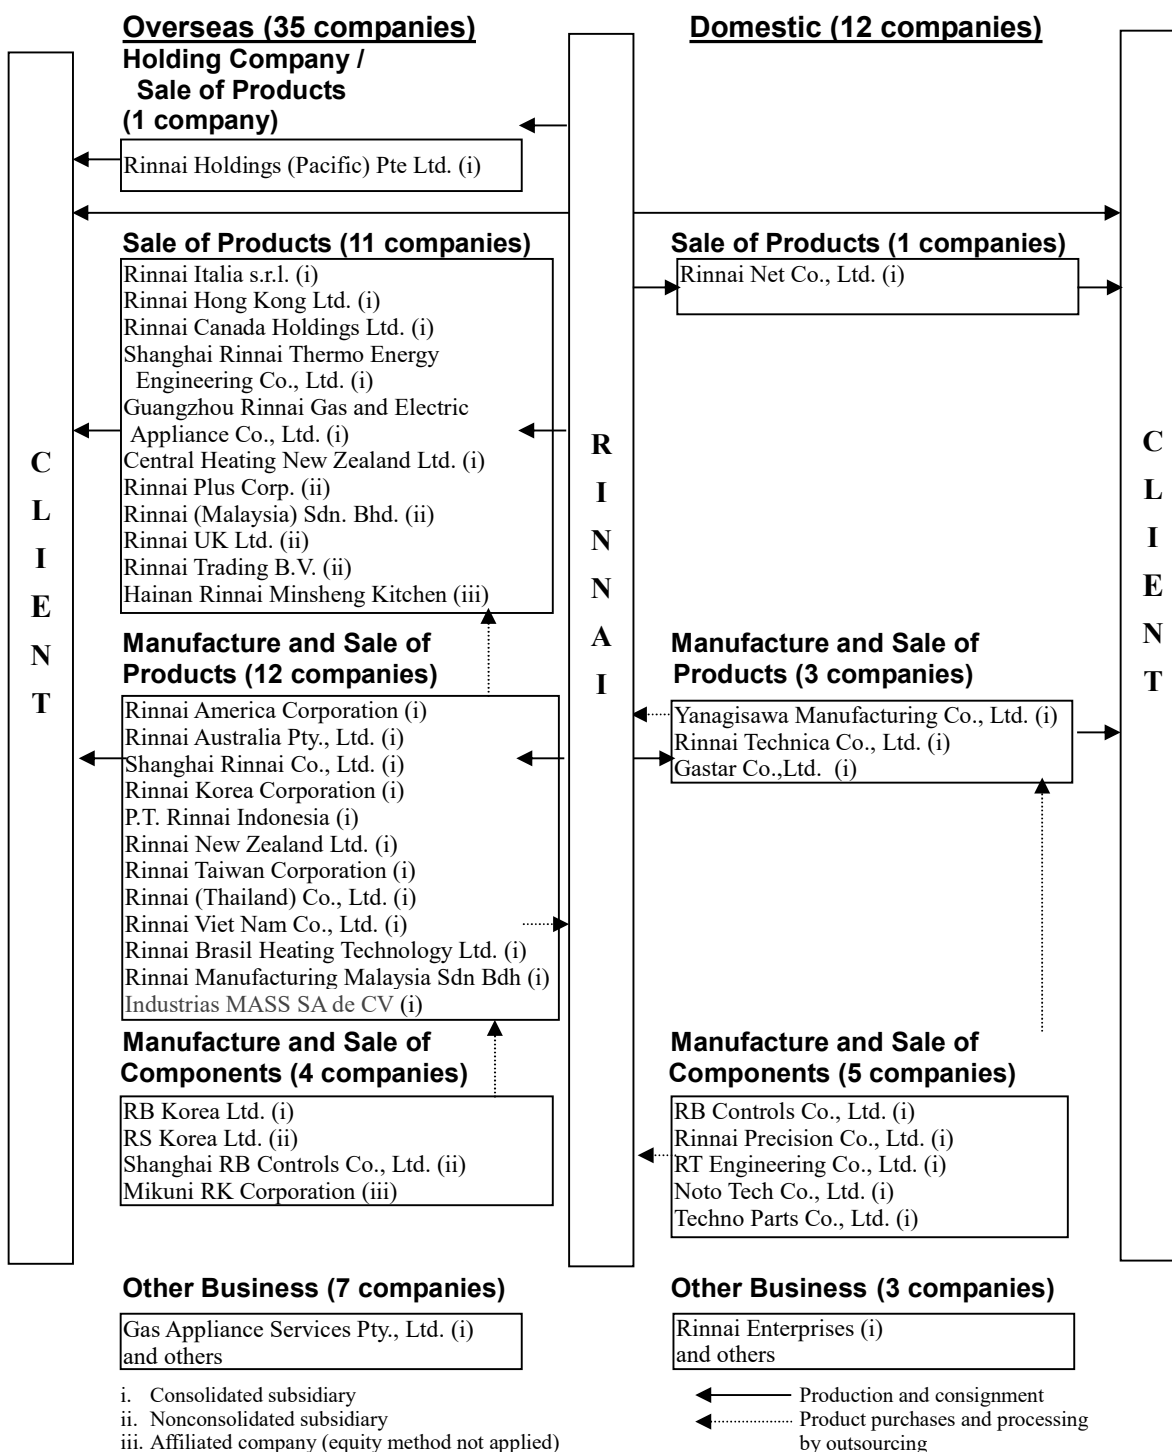 Overseas (35 companies)
Holding Company /
Sale of Products
(1 company)
Rinnai Holdings (Pacific) Pte Ltd. (i)
Sale of Products (11 companies)
Rinnai Italia s.r.l. (i)
Rinnai Hong Kong Ltd. (i)
Rinnai Canada Holdings Ltd. (i)
Shanghai Rinnai Thermo Energy
Engineering Co., Ltd. (i)
Guangzhou Rinnai Gas and Electric
Appliance Co., Ltd. (i)
Central Heating New Zealand Ltd. (i)
Rinnai Plus Corp. (ii)
Rinnai (Malaysia) Sdn. Bhd. (ii)
Rinnai UK Ltd. (ii)
Rinnai Trading B.V. (ii)
Hainan Rinnai Minsheng Kitchen (iii)
Manufacture and Sale of
Products (12 companies)
Rinnai America Corporation (i)
Rinnai Australia Pty., Ltd. (i)
Shanghai Rinnai Co., Ltd. (i)
Rinnai Korea Corporation (i)
P.T. Rinnai Indonesia (i)
Rinnai New Zealand Ltd. (i)
Rinnai Taiwan Corporation (i)
Rinnai (Thailand) Co., Ltd. (i)
Rinnai Viet Nam Co., Ltd. (i)
Rinnai Brasil Heating Technology Ltd. (i)
Rinnai Manufacturing Malaysia Sdn Bdh (i)
Industrias MASS SA de CV (i)
Manufacture and Sale of
Components (4 companies)
RB Korea Ltd. (i)
RS Korea Ltd. (ii)
Shanghai RB Controls Co., Ltd. (ii)
Mikuni RK Corporation (iii)
Other Business (7 companies)
Gas Appliance Services Pty., Ltd. (i)
and others
i. Consolidated subsidiary
ii. Nonconsolidated subsidiary
iii. Affiliated company (equity method not applied)
CLIENT
RINNAI
Domestic (12 companies)
Sale of Products (1 companies)
Rinnai Net Co., Ltd. (i)
Manufacture and Sale of
Products (3 companies)
Yanagisawa Manufacturing Co., Ltd. (i)
Rinnai Technica Co., Ltd. (i)
Gastar Co.,Ltd. (i)
Manufacture and Sale of
Components (5 companies)
RB Controls Co., Ltd. (i)
Rinnai Precision Co., Ltd. (i)
RT Engineering Co., Ltd. (i)
Noto Tech Co., Ltd. (i)
Techno Parts Co., Ltd. (i)
Other Business (3 companies)
Rinnai Enterprises (i)
and others
Production and consignment
Product purchases and processing
by outsourcing
CLIENT